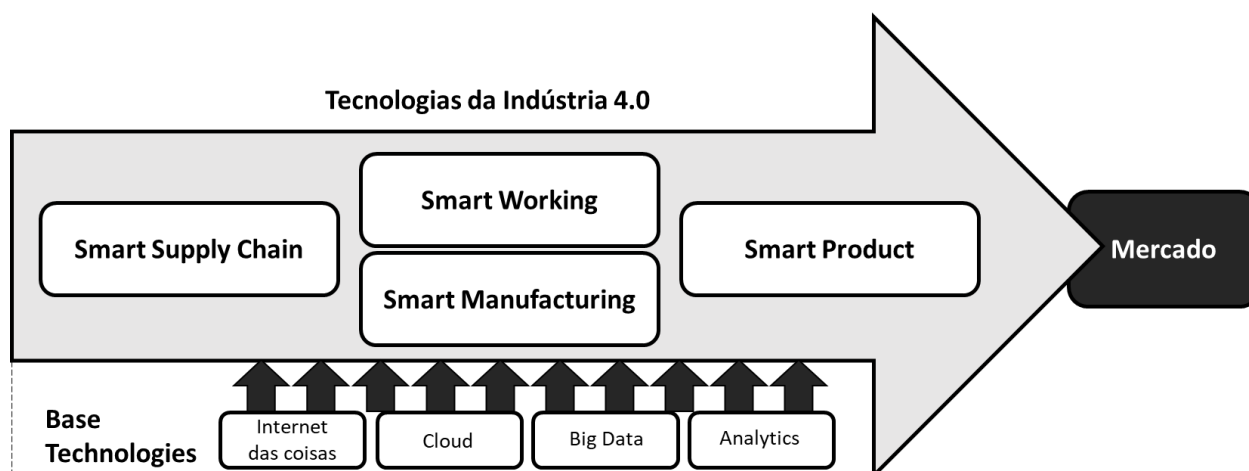 Tecnologias da Indústria 4.0
Smart Supply Chain
Smart Working
Smart Manufacturing
Smart Product
Mercado
Base
Technologies
Internet
das coisas
Cloud
Big Data
Analytics